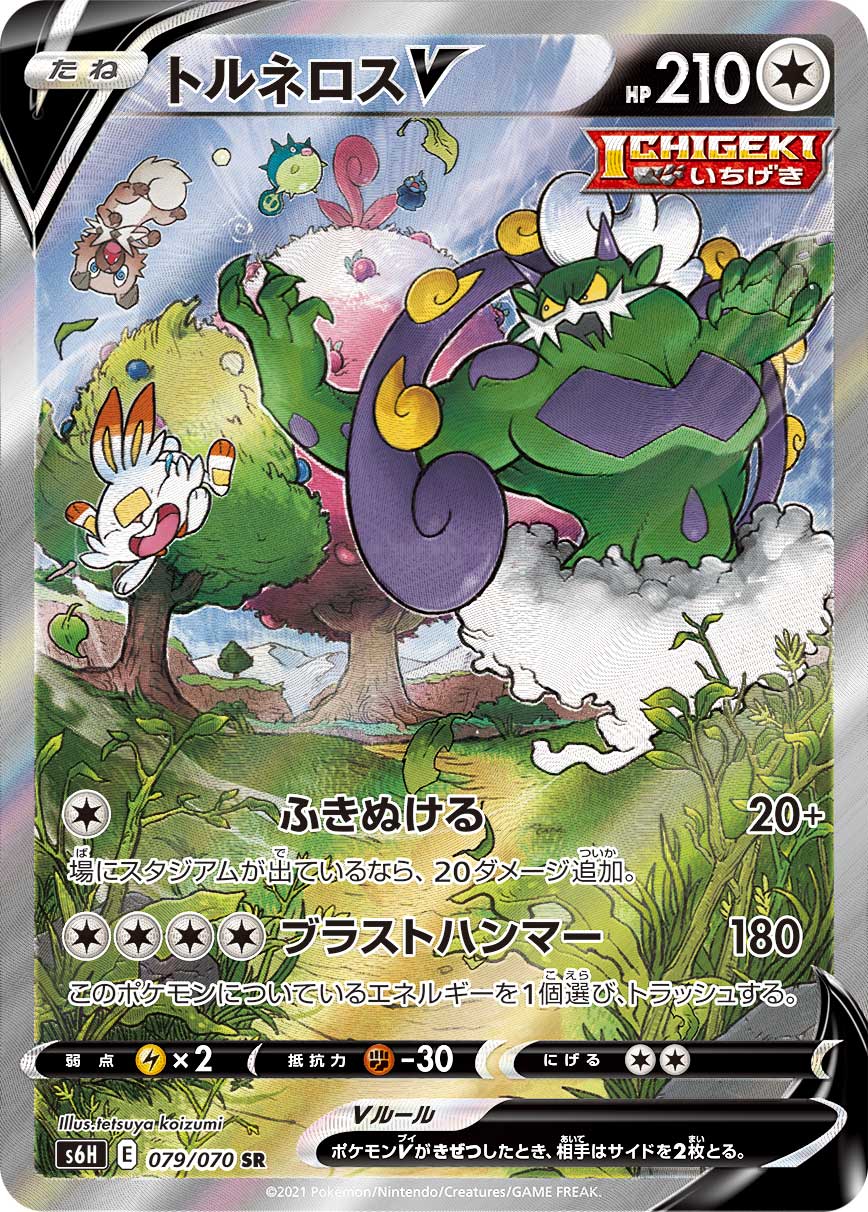 たね
トルネロスV
HP 210
ICHIGEKI
いちげき
ふきぬける 20+
場にスタジアムが出ているなら、20ダメージ追加。
ブラストハンマー 180
このポケモンについているエネルギーを1個選び、トラッシュする。
弱点 ×2 抵抗力 -30 にげる
Illus.tetsuya koizumi
Vルール
ポケモンVがきぜつしたとき、相手はサイドを2枚とる。
s6H E 079/070 SR
©2021 Pokémon/Nintendo/Creatures/GAME FREAK.